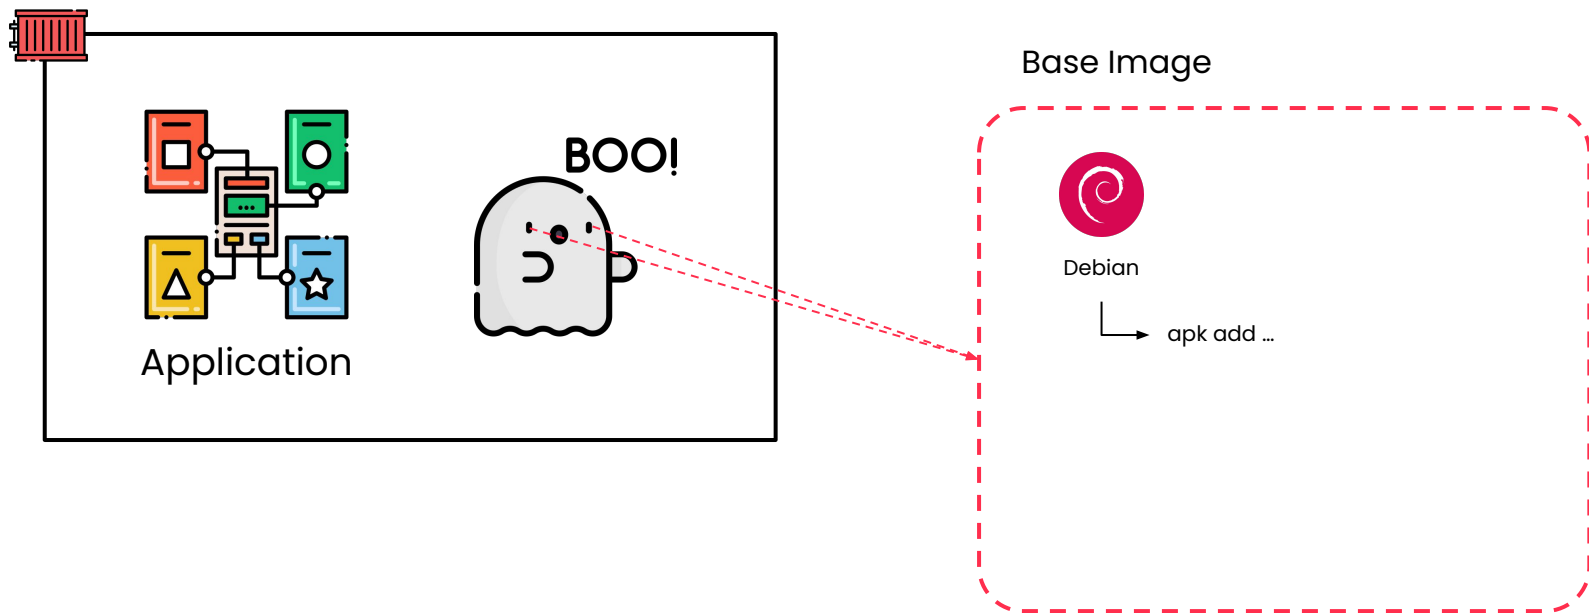 Base Image
BOO!
Debian
apk add ...
Application